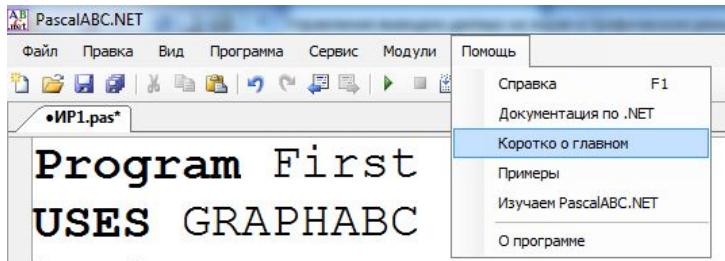 PascalABC.NET
Файл Правка Вид Программа Сервис Модули Помощь
•ИР1.pas*
Program First
USES GRAPHABC
Справка F1
Документация по .NET
Коротко о главном
Примеры
Изучаем PascalABC.NET
О программе